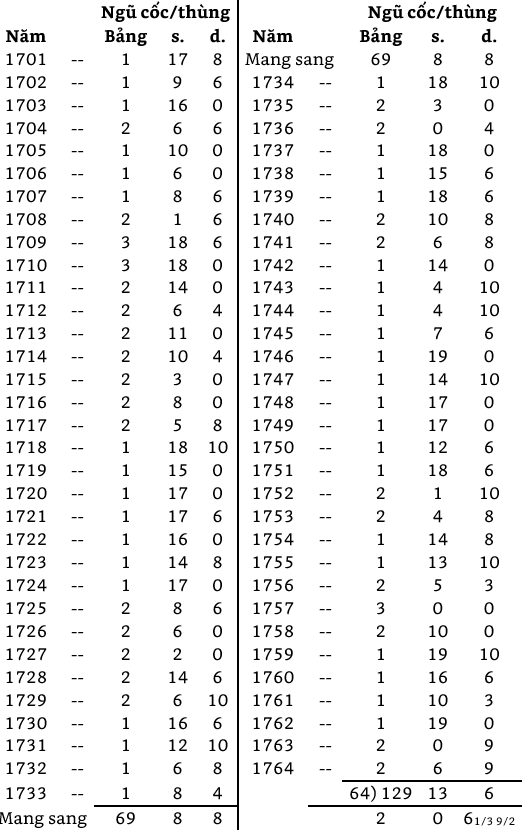 Ngũ cốc/thùng
Năm Bảng s. d.
1701 -- 1 17 8
1702 -- 1 9 6
1703 -- 1 16 0
1704 -- 2 6 6
1705 -- 1 10 0
1706 -- 1 6 0
1707 -- 1 8 6
1708 -- 2 1 6
1709 -- 3 18 6
1710 -- 3 18 0
1711 -- 2 14 0
1712 -- 2 6 4
1713 -- 2 11 0
1714 -- 2 10 4
1715 -- 2 3 0
1716 -- 2 8 0
1717 -- 2 5 8
1718 -- 1 18 10
1719 -- 1 15 0
1720 -- 1 17 0
1721 -- 1 17 6
1722 -- 1 16 0
1723 -- 1 14 8
1724 -- 1 17 0
1725 -- 2 8 6
1726 -- 2 6 0
1727 -- 2 2 0
1728 -- 2 14 6
1729 -- 2 6 10
1730 -- 1 16 6
1731 -- 1 12 10
1732 -- 1 6 8
1733 -- 1 8 4
Mang sang 69 8 8
Ngũ cốc/thùng
Năm Bảng s. d.
Mang sang 69 8 8
1734 -- 1 18 10
1735 -- 2 3 0
1736 -- 2 0 4
1737 -- 1 18 0
1738 -- 1 15 6
1739 -- 1 18 6
1740 -- 2 10 8
1741 -- 2 6 8
1742 -- 1 14 0
1743 -- 1 4 10
1744 -- 1 4 10
1745 -- 1 7 6
1746 -- 1 19 0
1747 -- 1 14 10
1748 -- 1 17 0
1749 -- 1 17 0
1750 -- 1 12 6
1751 -- 1 18 6
1752 -- 2 1 10
1753 -- 2 4 8
1754 -- 1 14 8
1755 -- 1 13 10
1756 -- 2 5 3
1757 -- 3 0 0
1758 -- 2 10 0
1759 -- 1 19 10
1760 -- 1 16 6
1761 -- 1 10 3
1762 -- 1 19 0
1763 -- 2 0 9
1764 -- 2 6 9
64) 129 13 6
2 0 6 1/3 9/2